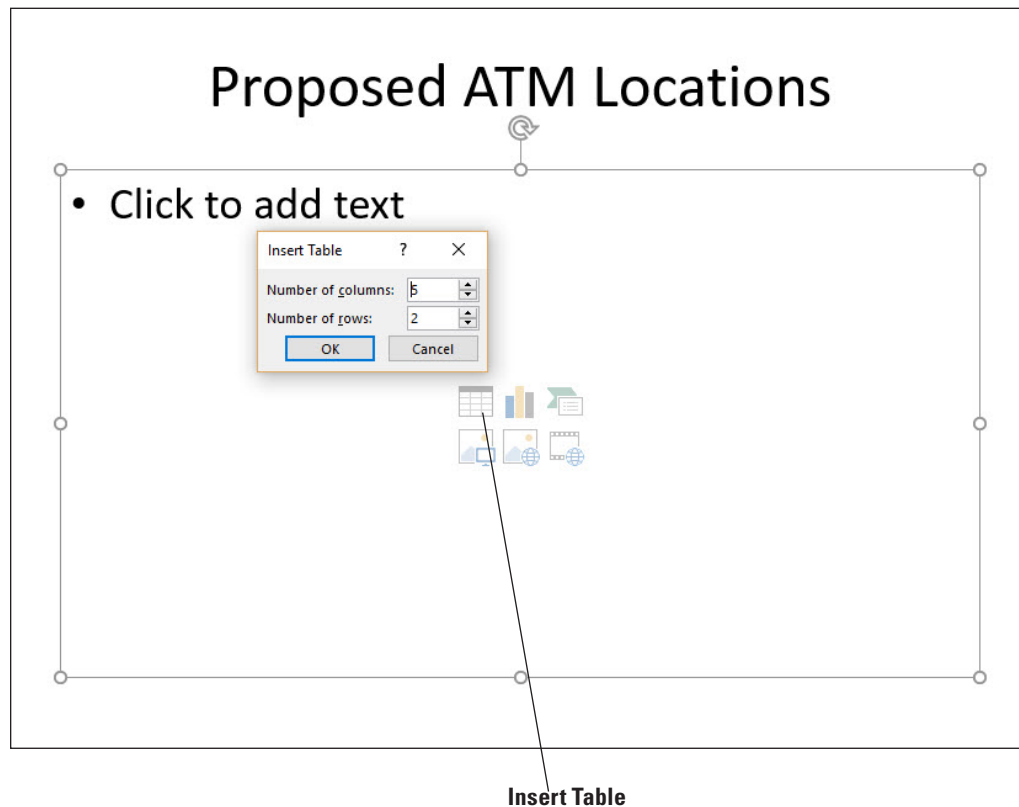 Proposed ATM Locations
• Click to add text
Insert Table ? ×
Number of columns: 5
Number of rows: 2
OK Cancel
Insert Table